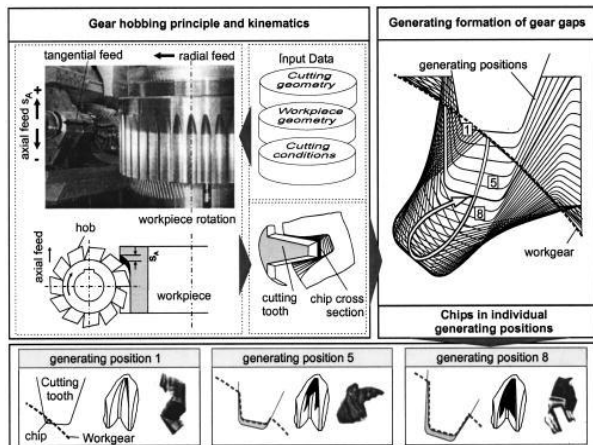 Gear hobbing principle and kinematics
tangential feed
radial feed
axial feed s_A
+
-
workpiece rotation
Input Data
Cutting geometry
Workpiece geometry
Cutting conditions
hob
axial feed
s_A
workpiece
cutting tooth
chip cross section
Generating formation of gear gaps
generating positions
1
5
8
workgear
Chips in individual
generating positions
generating position 1
Cutting
tooth
chip
Workgear
generating position 5
generating position 8